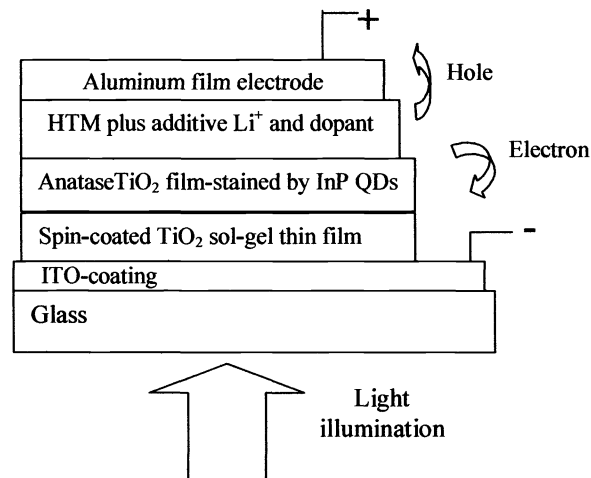 +
Aluminum film electrode
Hole
HTM plus additive Li⁺ and dopant
Electron
AnataseTiO₂ film-stained by InP QDs
Spin-coated TiO₂ sol-gel thin film
-
ITO-coating
Glass
Light
illumination